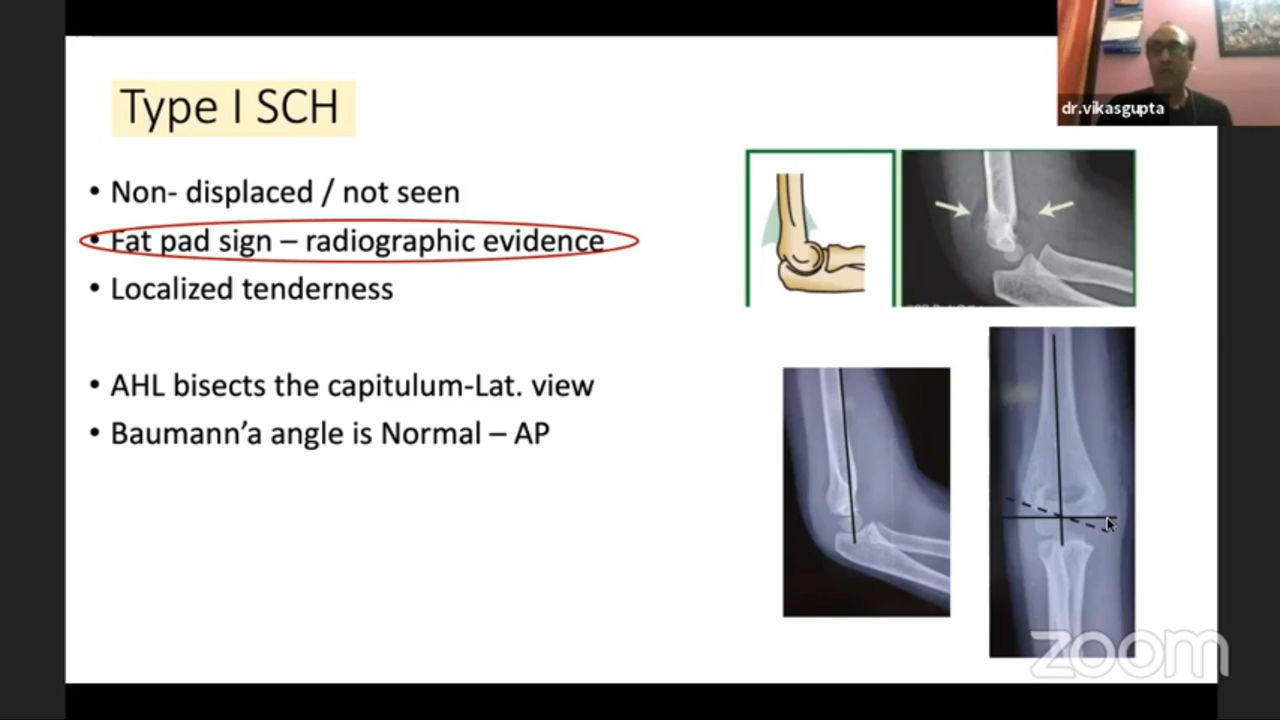 Type I SCH
dr.vikasgupta
• Non- displaced / not seen
• Fat pad sign – radiographic evidence
• Localized tenderness
• AHL bisects the capitulum-Lat. view
• Baumann’a angle is Normal – AP
zoom